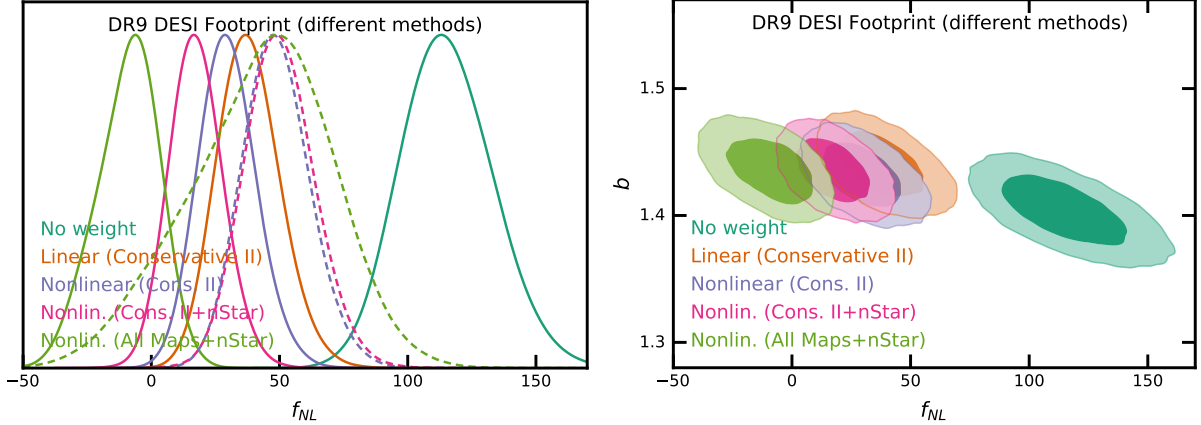 DR9 DESI Footprint (different methods)
No weight
Linear (Conservative II)
Nonlinear (Cons. II)
Nonlin. (Cons. II+nStar)
Nonlin. (All Maps+nStar)
−50 0 50 100 150
f_NL
DR9 DESI Footprint (different methods)
1.5
1.4
1.3
b
No weight
Linear (Conservative II)
Nonlinear (Cons. II)
Nonlin. (Cons. II+nStar)
Nonlin. (All Maps+nStar)
−50 0 50 100 150
f_NL